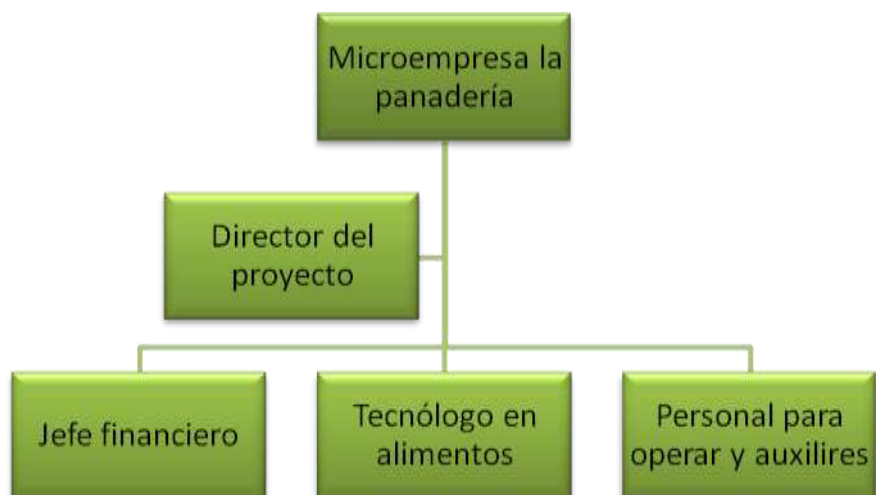 Microempresa la
panadería
Director del
proyecto
Jefe financiero
Tecnólogo en
alimentos
Personal para
operar y auxilires